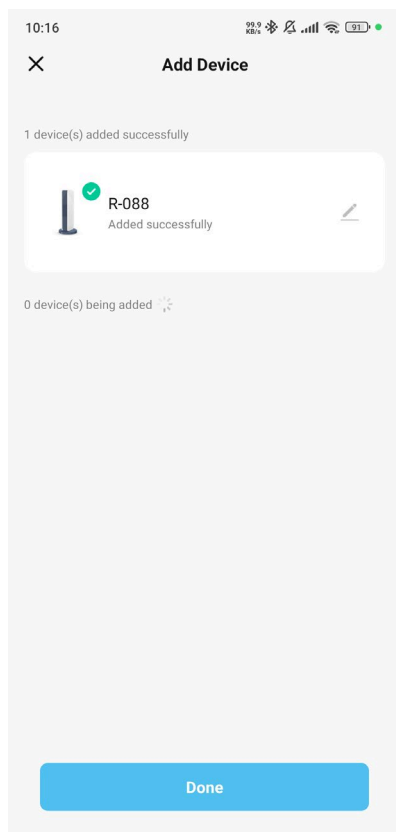 10:16 99.9 KB/s 91
Add Device
1 device(s) added successfully
R-088
Added successfully
0 device(s) being added
Done